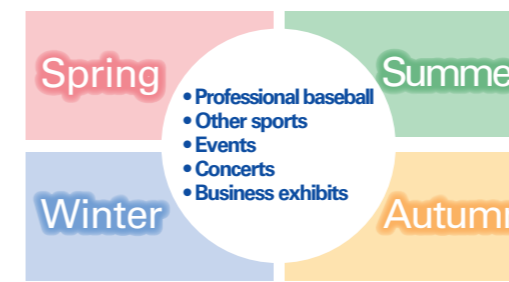 Spring
Summe
• Professional baseball
• Other sports
• Events
• Concerts
• Business exhibits
Winter
Autum